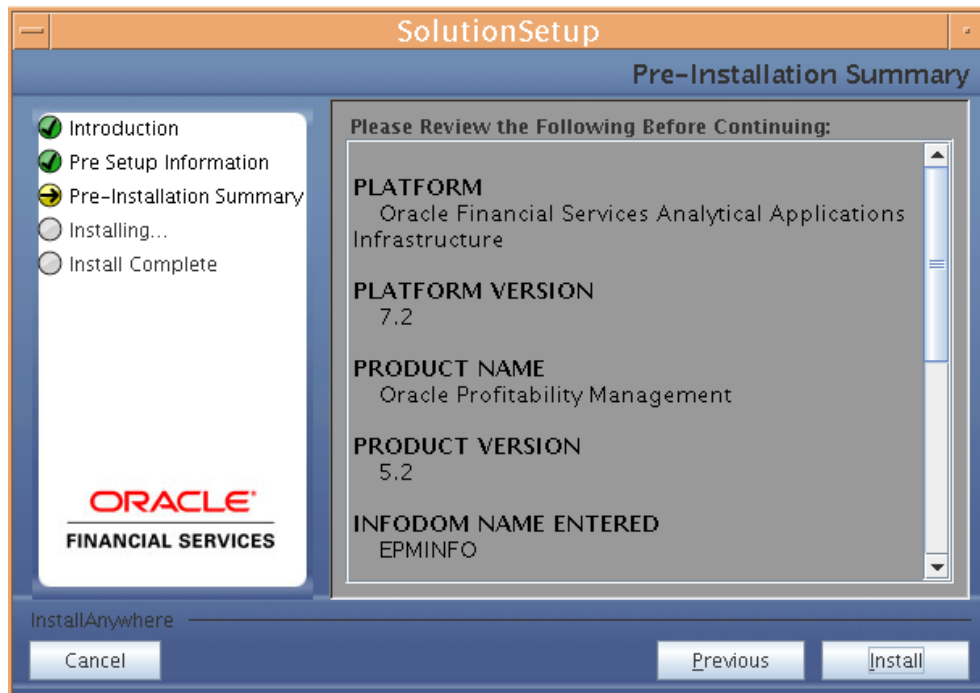 SolutionSetup
Pre-Installation Summary
Introduction
Pre Setup Information
Pre-Installation Summary
Installing...
Install Complete
ORACLE
FINANCIAL SERVICES
Please Review the Following Before Continuing:
PLATFORM
Oracle Financial Services Analytical Applications
Infrastructure
PLATFORM VERSION
7.2
PRODUCT NAME
Oracle Profitability Management
PRODUCT VERSION
5.2
INFODOM NAME ENTERED
EPMINFO
InstallAnywhere
Cancel
Previous
Install